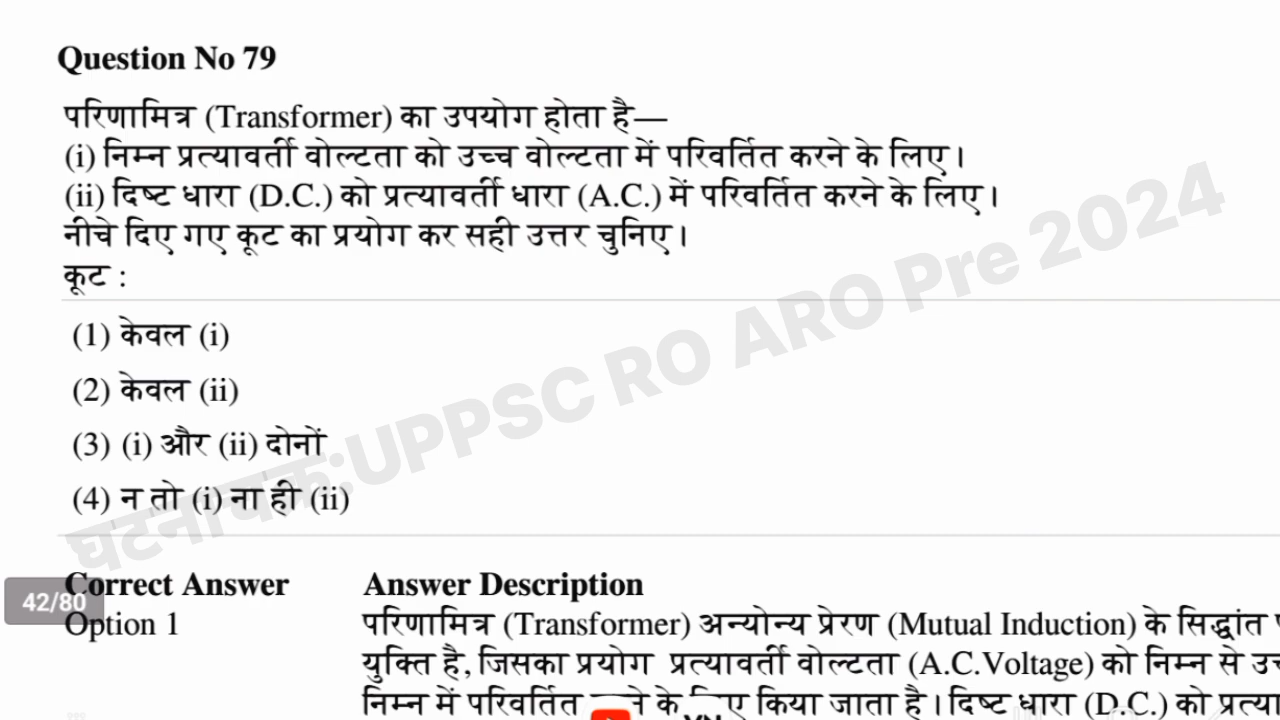 Question No 79
परिणामित्र (Transformer) का उपयोग होता है—
(i) निम्न प्रत्यावर्ती वोल्टता को उच्च वोल्टता में परिवर्तित करने के लिए।
(ii) दिष्ट धारा (D.C.) को प्रत्यावर्ती धारा (A.C.) में परिवर्तित करने के लिए।
नीचे दिए गए कूट का प्रयोग कर सही उत्तर चुनिए।
कूट :
(1) केवल (i)
(2) केवल (ii)
(3) (i) और (ii) दोनों
(4) न तो (i) ना ही (ii)
घटनाचक्र:UPPSC RO ARO Pre 2024
Correct Answer Answer Description
42/80
Option 1 परिणामित्र (Transformer) अन्योन्य प्रेरण (Mutual Induction) के सिद्धांत
युक्ति है, जिसका प्रयोग प्रत्यावर्ती वोल्टता (A.C.Voltage) को निम्न से
निम्न में परिवर्तित के किया जाता है। दिष्ट धारा (D.C.) को